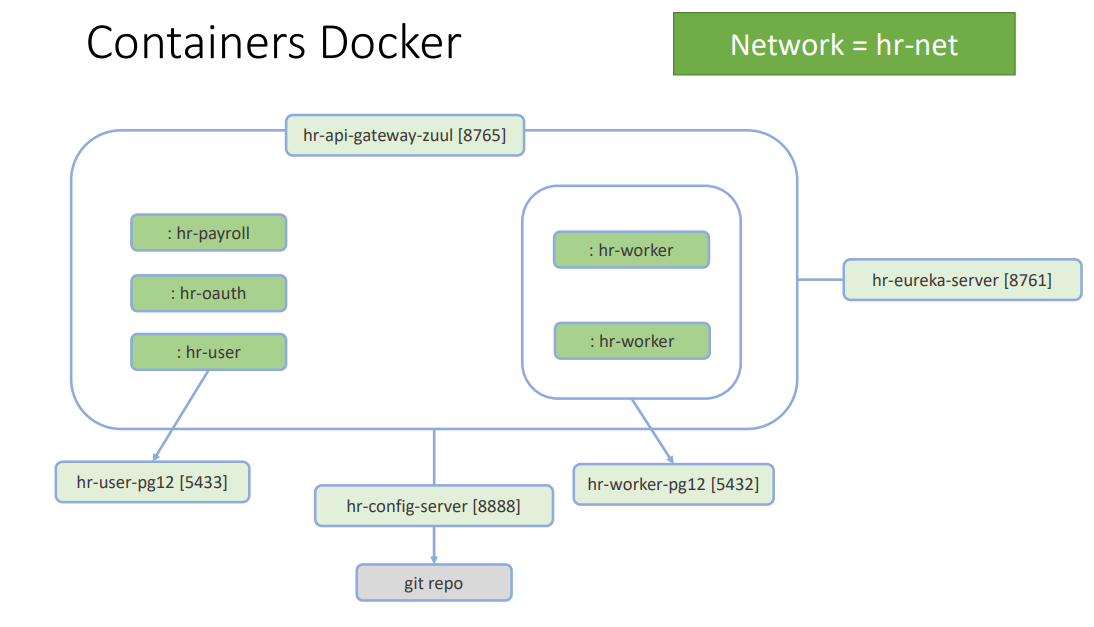 Containers Docker
Network = hr-net
hr-api-gateway-zuul [8765]
: hr-payroll
: hr-oauth
: hr-user
: hr-worker
: hr-worker
hr-eureka-server [8761]
hr-user-pg12 [5433]
hr-config-server [8888]
hr-worker-pg12 [5432]
git repo